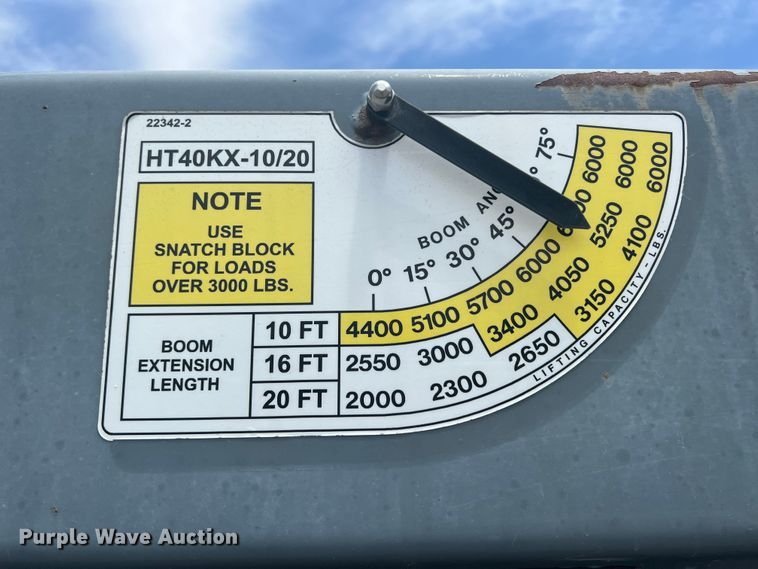 22342-2
HT40KX-10/20
NOTE
USE
SNATCH BLOCK
FOR LOADS
OVER 3000 LBS.
BOOM
0° 15° 30° 45° 75°
BOOM
EXTENSION
LENGTH
10 FT 4400 5100 5700 6000 6000
16 FT 2550 3000 3400 4050 5250 6000
20 FT 2000 2300 2650 3150 4100 6000
LIFTING CAPACITY - LBS.
Purple Wave Auction